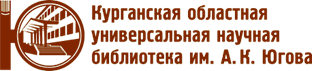 Курганская областная
универсальная научная
библиотека им. А. К. Югова